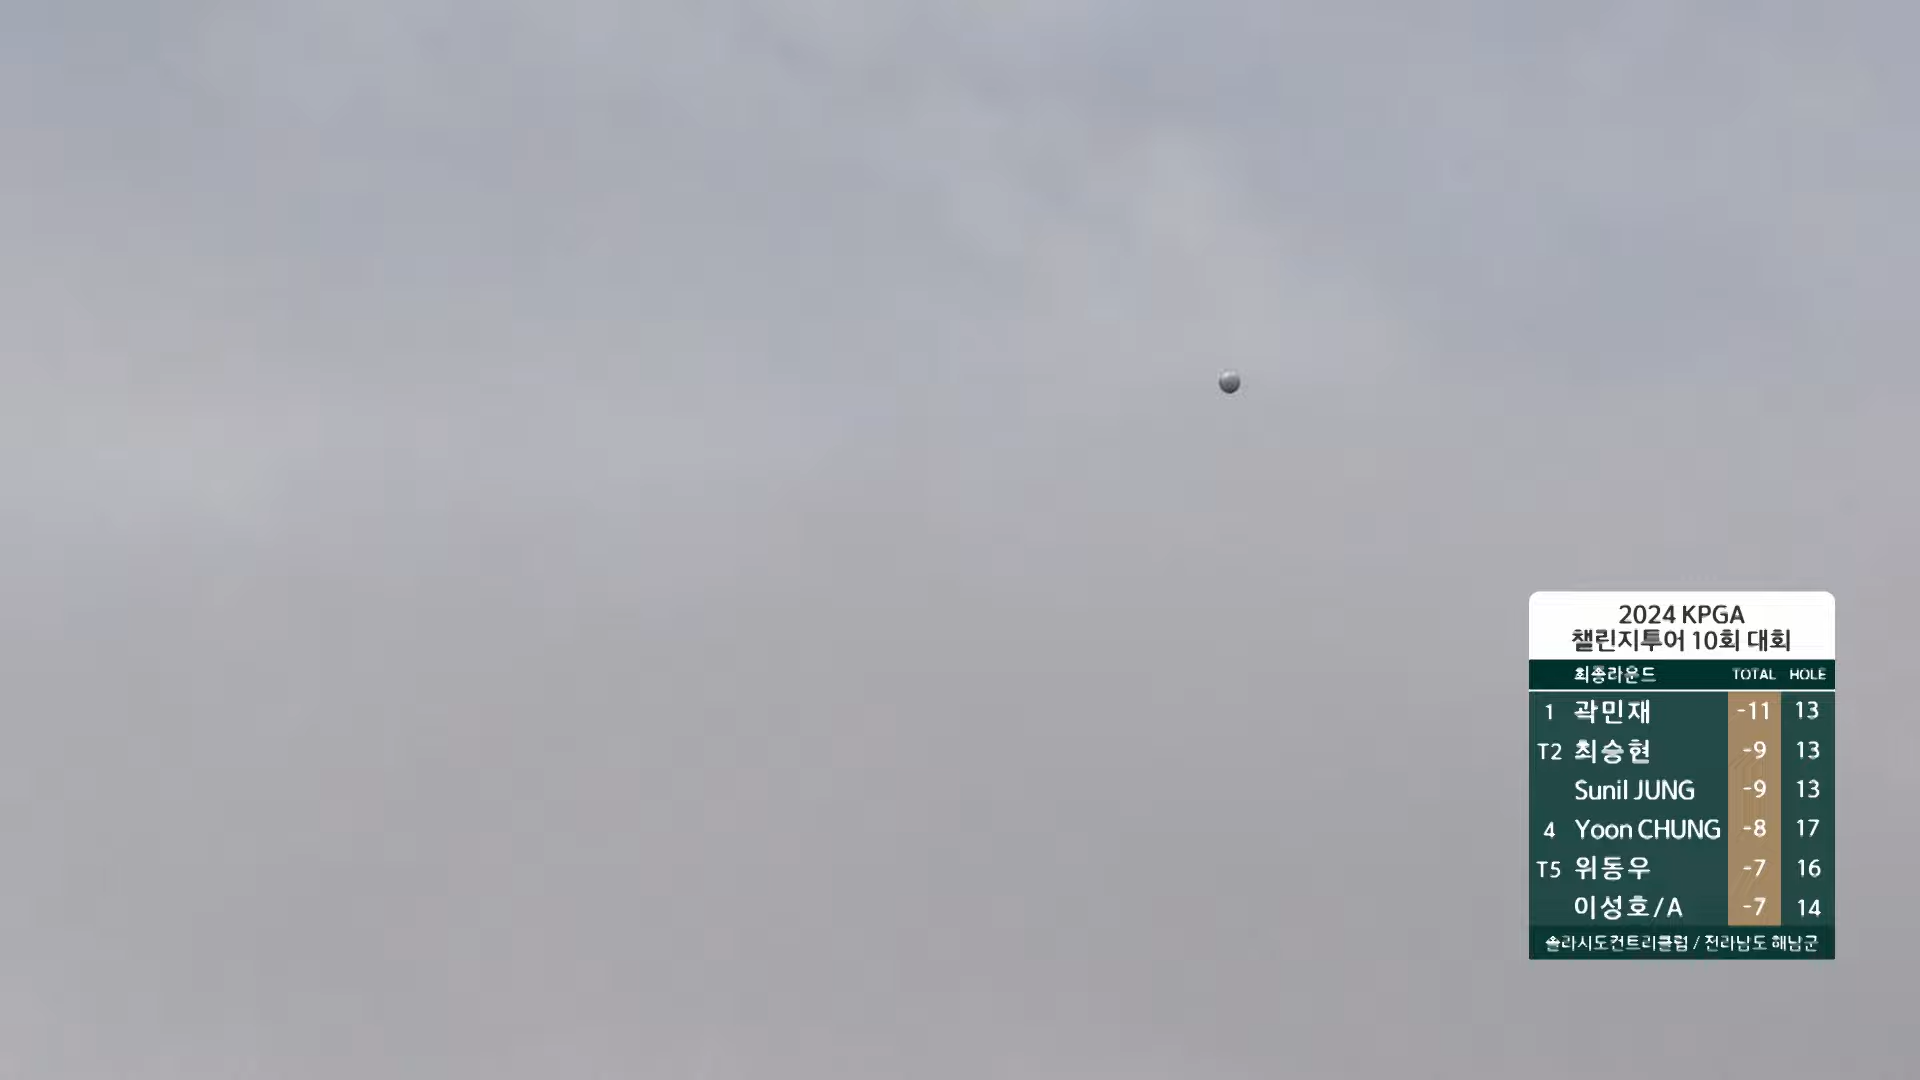 2024 KPGA
챌린지투어 10회 대회
최종라운드 TOTAL HOLE
1 곽민재 -11 13
T2 최승현 -9 13
Sunil JUNG -9 13
4 Yoon CHUNG -8 17
T5 위동우 -7 16
이성호/A -7 14
솔라시도컨트리클럽 / 전라남도 해남군